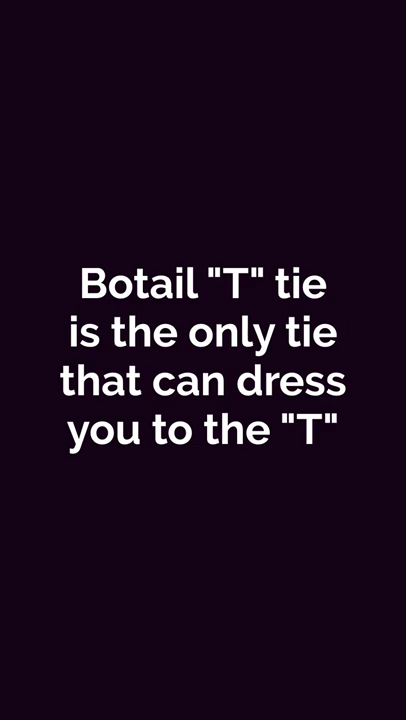 Botail "T" tie
is the only tie
that can dress
you to the "T"